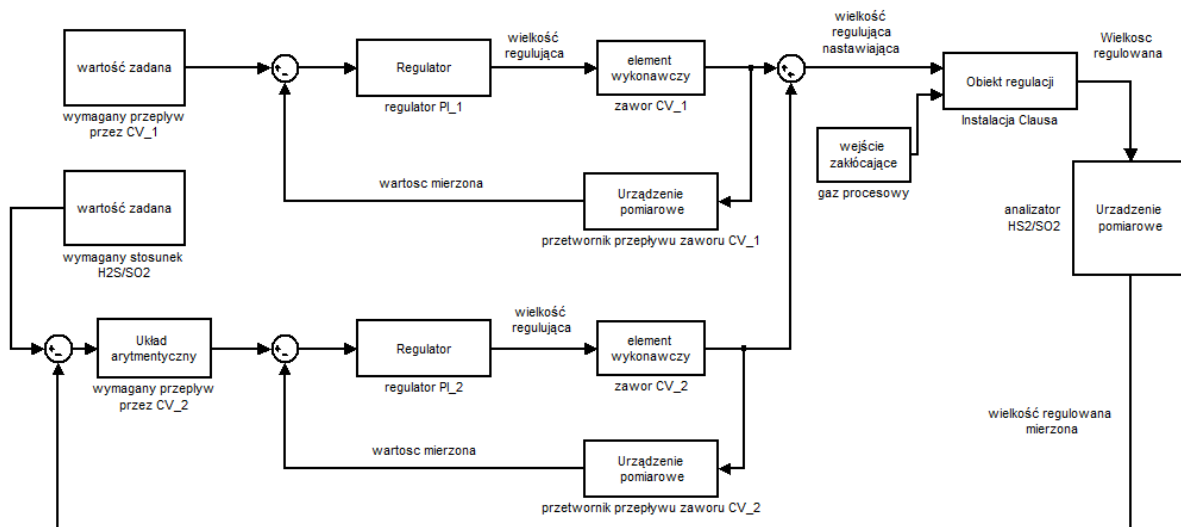 wartość zadana
wymagany przeplyw
przez CV_1
Regulator
regulator PI_1
wielkość
regulująca
element
wykonawczy
zawor CV_1
wielkość
regulująca
nastawiająca
Obiekt regulacji
Instalacja Clausa
Wielkosc
regulowana
wejście
zakłócające
gaz procesowy
wartosc mierzona
Urządzenie
pomiarowe
przetwornik przepływu zaworu CV_1
analizator
HS2/SO2
Urzadzenie
pomiarowe
wartość zadana
wymagany stosunek
H2S/SO2
Układ
arytmentyczny
wymagany przeplyw
przez CV_2
Regulator
regulator PI_2
wielkość
regulująca
element
wykonawczy
zawor CV_2
wartosc mierzona
Urządzenie
pomiarowe
przetwornik przepływu zaworu CV_2
wielkość regulowana
mierzona